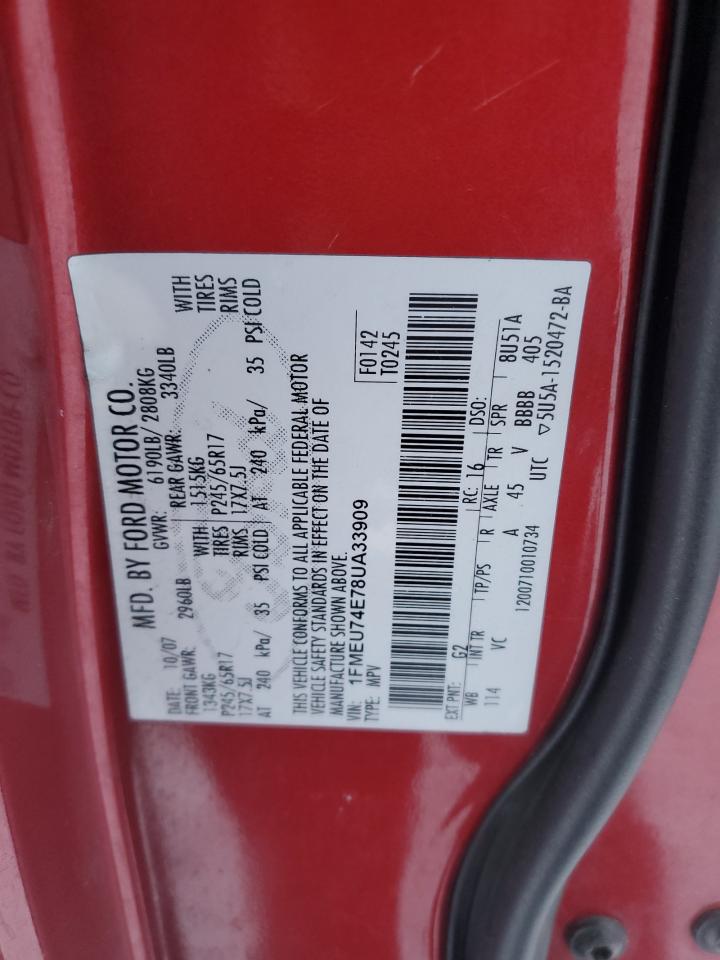 MFD. BY FORD MOTOR CO.
DATE: 10/07 GVWR: 6190LB/ 2808KG
FRONT GAWR: 2960LB REAR GAWR: 3340LB
1343KG WITH 1515KG WITH
P245/65R17 TIRES P245/65R17 TIRES
17X7.5J RIMS 17X7.5J RIMS
AT 240 kPa/ 35 PSI COLD AT 240 kPa/ 35 PSI COLD
THIS VEHICLE CONFORMS TO ALL APPLICABLE FEDERAL MOTOR
VEHICLE SAFETY STANDARDS IN EFFECT ON THE DATE OF
MANUFACTURE SHOWN ABOVE.
VIN: 1FMEU74E78UA33909 F0142
TYPE: MPV T0245
EXT PNT: G2 RC: 16 DSO:
WB INT TR TP/PS R AXLE TR SPR 8U51A
114 VC A 45 V BBBB 405
1200710010734 UTC ▽5U5A-1520472-BA